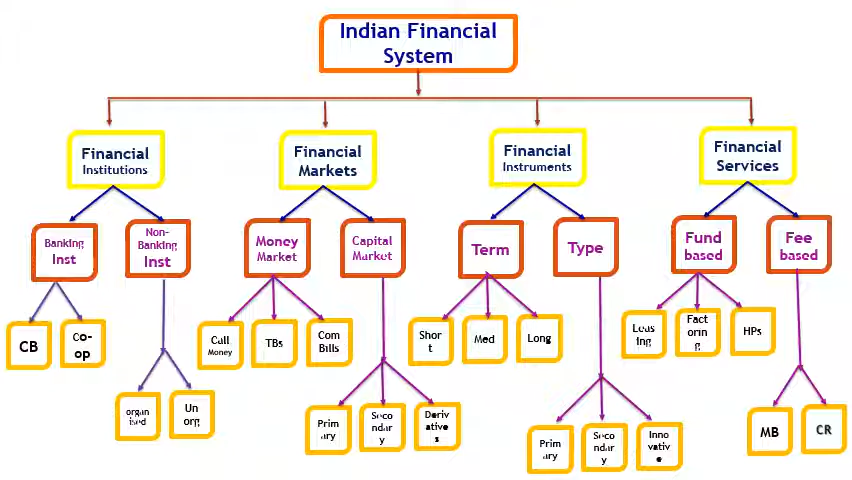 Indian Financial
System
Financial
Institutions
Financial
Markets
Financial
Instruments
Financial
Services
Banking
Inst
Non-
Banking
Inst
Money
Market
Capital
Market
Term
Type
Fund
based
Fee
based
CB
Co-
op
Call
Money
TBs
Com
Bills
Shor
t
Med
Long
Leas
ing
Fact
orin
g
HPs
organ
ised
Un
org
Prim
ary
Seco
ndar
y
Deriv
ative
s
Prim
ary
Seco
ndar
y
Inno
vativ
e
MB
CR